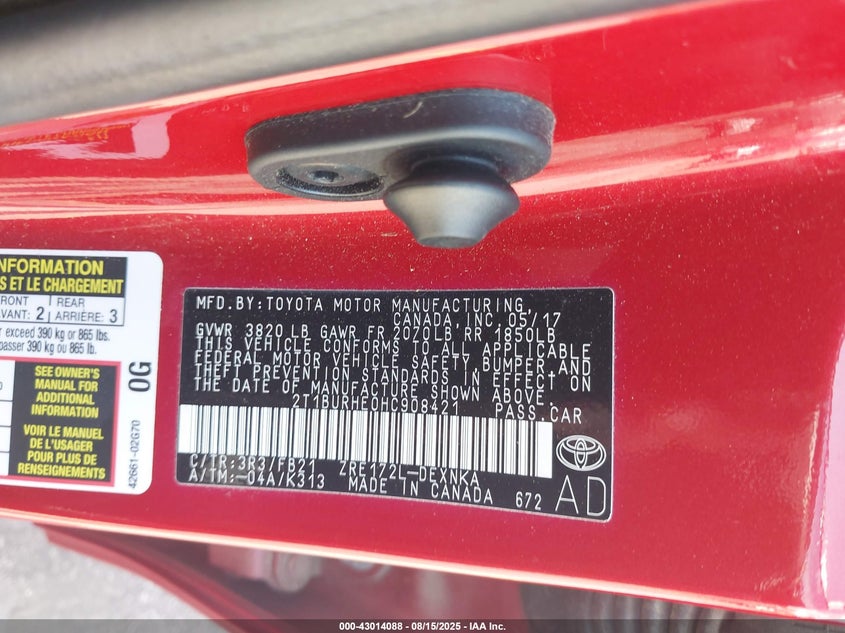 NFORMATION
S ET LE CHARGEMENT
FRONT
REAR
VANT: 2
ARRIÈRE: 3
exceed 390 kg or 865 lbs.
passer 390 kg ou 865 lb.
SEE OWNER'S
MANUAL FOR
ADDITIONAL
INFORMATION
VOIR LE MANUEL
DE L'USAGER
POUR PLUS DE
RENSEIGNEMENTS
0G
42661-02G70
MFD.BY:TOYOTA MOTOR MANUFACTURING
CANADA,INC. 05/17
GVWR 3820 LB GAWR FR 2020LB RR 1850LB
THIS VEHICLE CONFORMS TO ALL APPLICABLE
FEDERAL MOTOR VEHICLE SAFETY, BUMPER, AND
THEFT PREVENTION STANDARDS IN EFFECT ON
THE DATE OF MANUFACTURE SHOWN ABOVE.
2T1BURHE0HC908421 PASS.CAR
C/TR:3R3/FB21 ZRE172L-DEXNKA
A/TM:-04A/K313 MADE IN CANADA 672
TOYOTA
AD
000-43014088 - 08/15/2025 - IAA Inc.